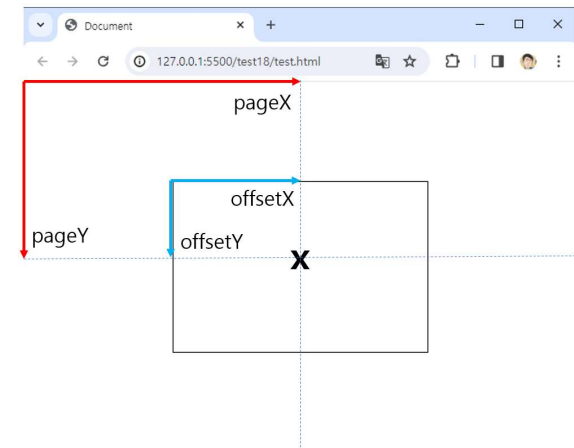 Document
127.0.0.1:5500/test18/test.html
pageX
offsetX
pageY
offsetY
X